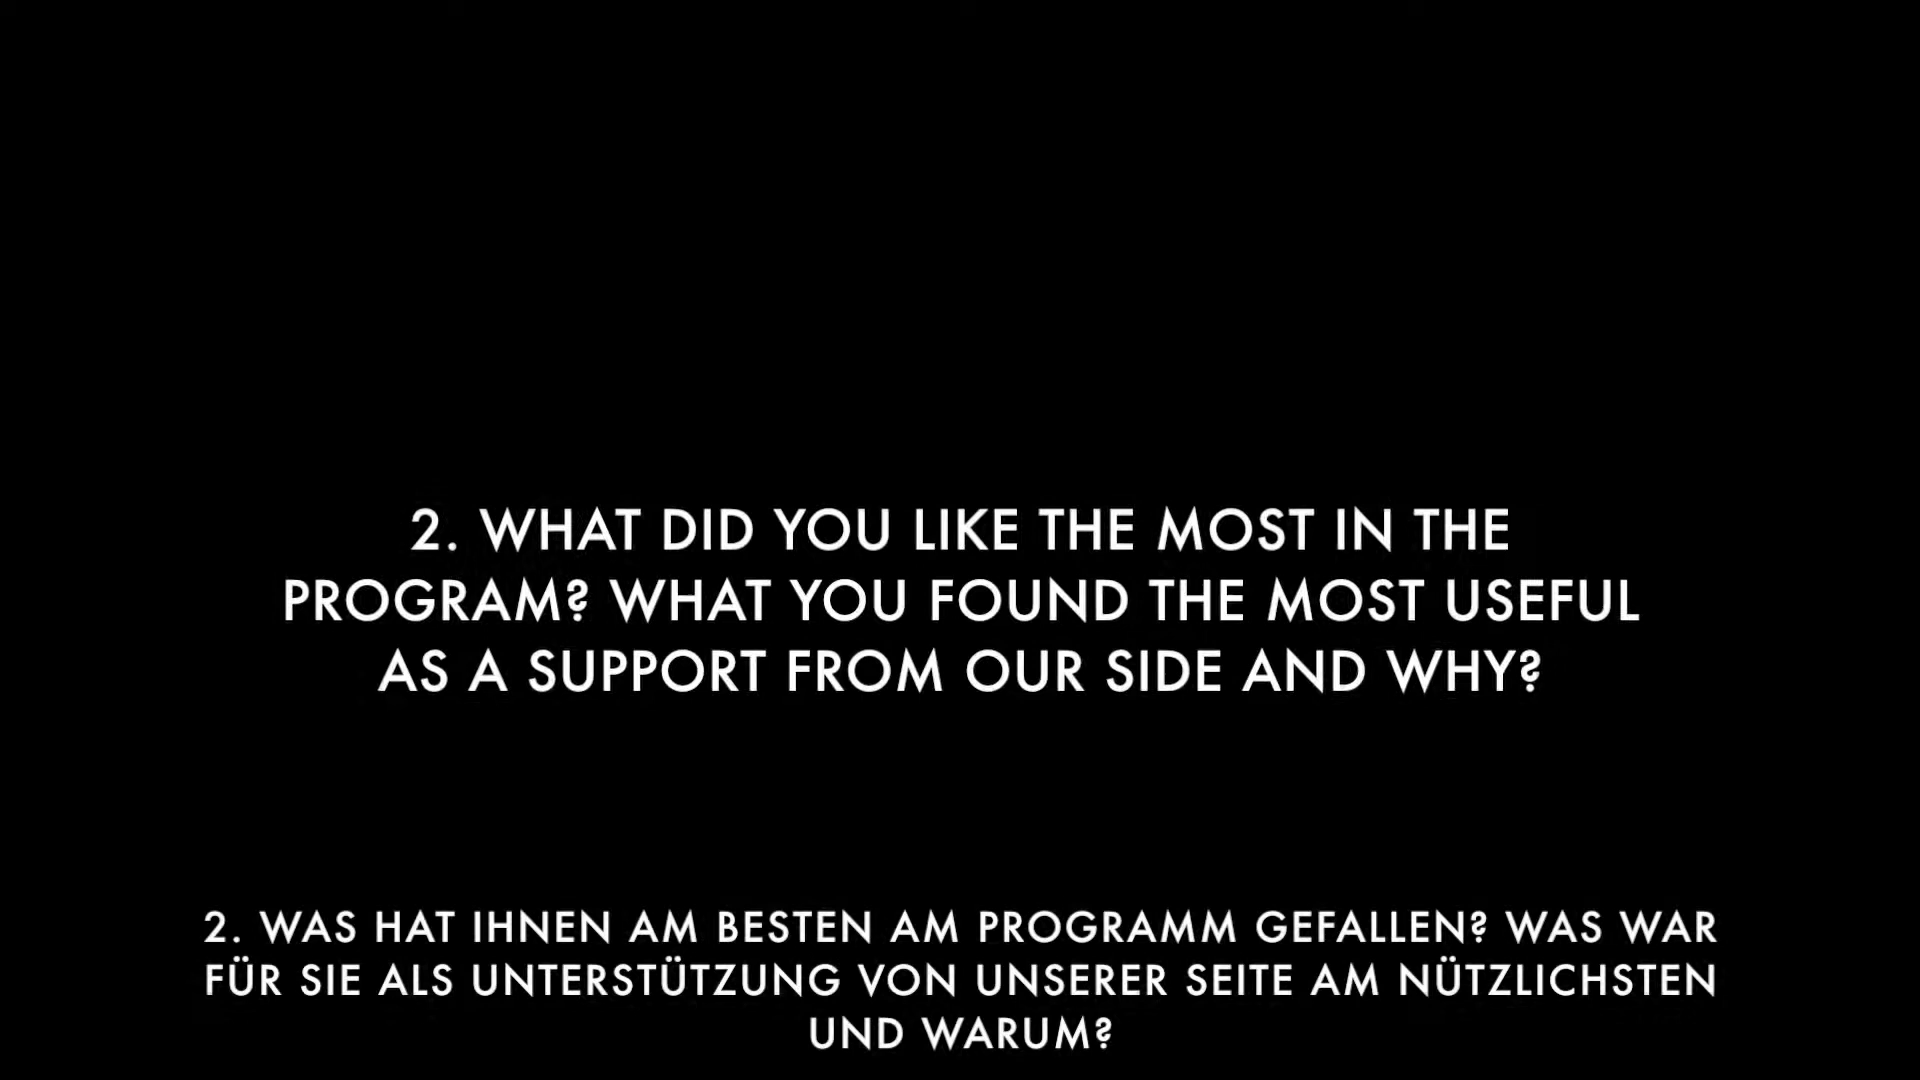 2. WHAT DID YOU LIKE THE MOST IN THE
PROGRAM? WHAT YOU FOUND THE MOST USEFUL
AS A SUPPORT FROM OUR SIDE AND WHY?
2. WAS HAT IHNEN AM BESTEN AM PROGRAMM GEFALLEN? WAS WAR
FÜR SIE ALS UNTERSTÜTZUNG VON UNSERER SEITE AM NÜTZLICHSTEN
UND WARUM?